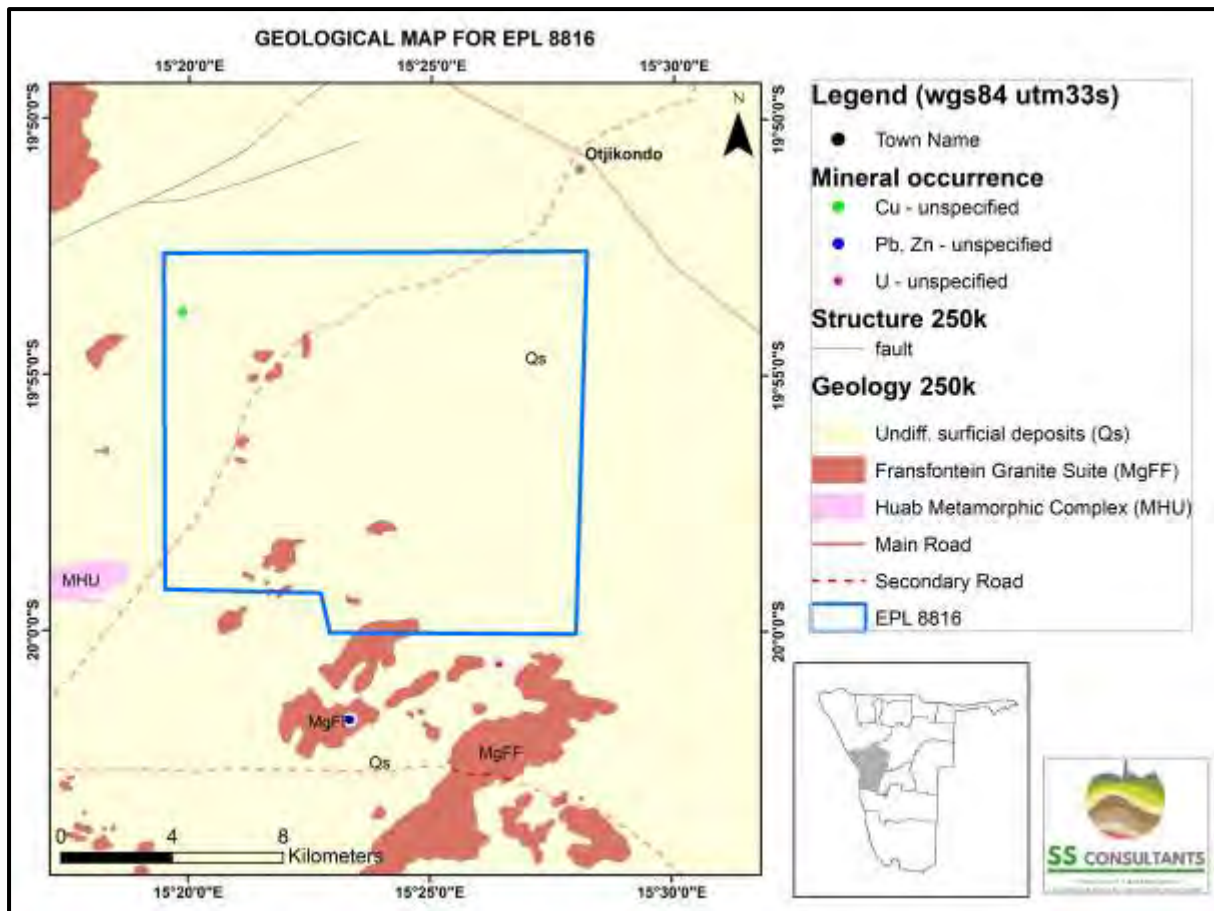 GEOLOGICAL MAP FOR EPL 8816
15°20'0"E 15°25'0"E 15°30'0"E
19°50'0"S
19°50'0"S
N
Otjikondo
19°55'0"S
19°55'0"S
Qs
MHU
20°0'0"S
20°0'0"S
MgFF
MgFF
Qs
0 4 8
Kilometers
15°20'0"E 15°25'0"E 15°30'0"E
Legend (wgs84 utm33s)
Town Name
Mineral occurrence
Cu - unspecified
Pb, Zn - unspecified
U - unspecified
Structure 250k
fault
Geology 250k
Undiff. surficial deposits (Qs)
Fransfontein Granite Suite (MgFF)
Huab Metamorphic Complex (MHU)
Main Road
Secondary Road
EPL 8816
SS CONSULTANTS